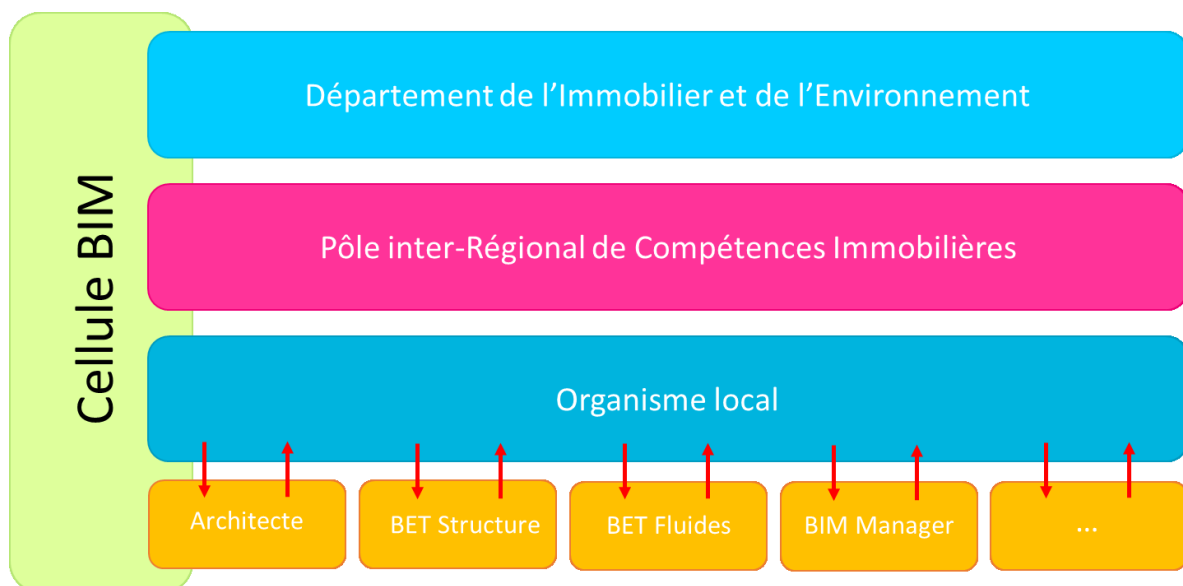 Cellule BIM
Département de l’Immobilier et de l’Environnement
Pôle inter-Régional de Compétences Immobilières
Organisme local
Architecte
BET Structure
BET Fluides
BIM Manager
...